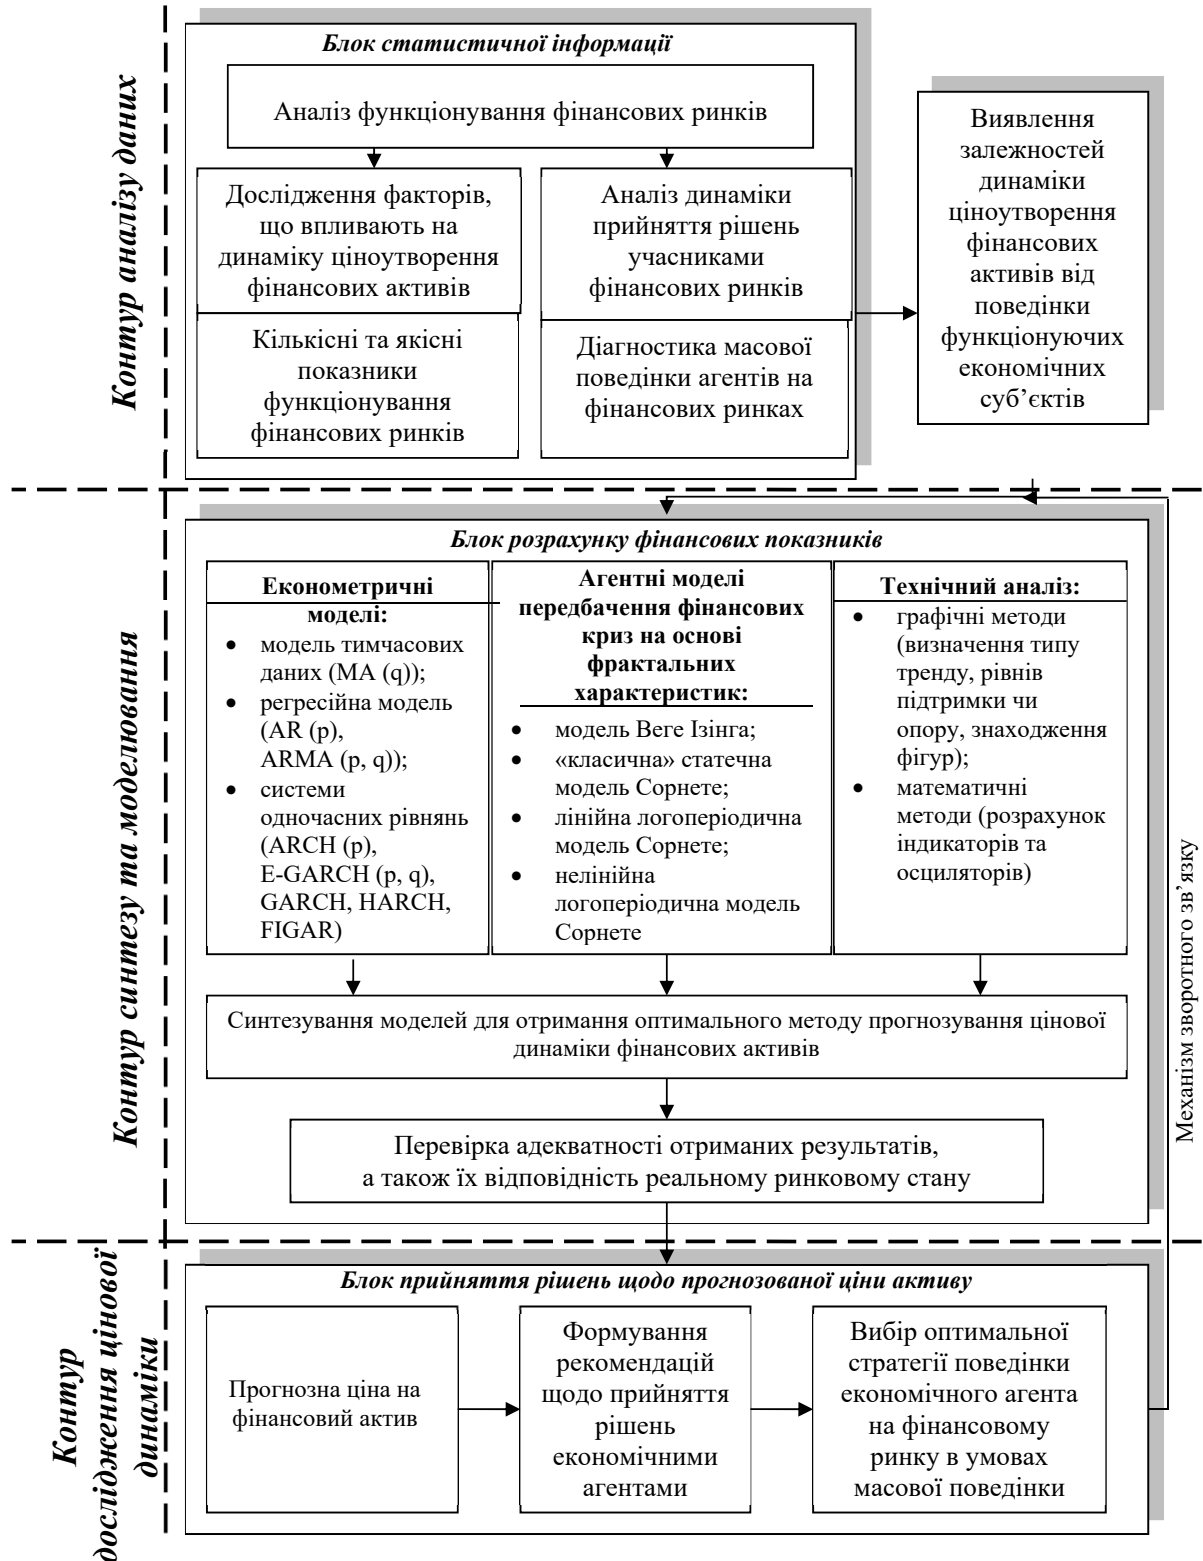 Контур аналізу даних
Блок статистичної інформації
Аналіз функціонування фінансових ринків
Дослідження факторів,
що впливають на
динаміку ціноутворення
фінансових активів
Кількісні та якісні
показники
функціонування
фінансових ринків
Аналіз динаміки
прийняття рішень
учасниками
фінансових ринків
Діагностика масової
поведінки агентів на
фінансових ринках
Виявлення
залежностей
динаміки
ціноутворення
фінансових
активів від
поведінки
функціонуючих
економічних
суб’єктів
Контур синтезу та моделювання
Блок розрахунку фінансових показників
Економетричні
моделі:
• модель тимчасових
даних (MA (q));
• регресійна модель
(AR (p),
ARMA (p, q));
• системи
одночасних рівнянь
(ARCH (p),
E-GARCH (p, q),
GARCH, HARCH,
FIGAR)
Агентні моделі
передбачення фінансових
криз на основі
фрактальних
характеристик:
• модель Веге Ізінга;
• «класична» статечна
модель Сорнете;
• лінійна логоперіодична
модель Сорнете;
• нелінійна
логоперіодична модель
Сорнете
Технічний аналіз:
• графічні методи
(визначення типу
тренду, рівнів
підтримки чи
опору, знаходження
фігур);
• математичні
методи (розрахунок
індикаторів та
осциляторів)
Синтезування моделей для отримання оптимального методу прогнозування цінової
динаміки фінансових активів
Перевірка адекватності отриманих результатів,
а також їх відповідність реальному ринковому стану
Механізм зворотного зв’язку
Контур
дослідження цінової
динаміки
Блок прийняття рішень щодо прогнозованої ціни активу
Прогнозна ціна на
фінансовий актив
Формування
рекомендацій
щодо прийняття
рішень
економічними
агентами
Вибір оптимальної
стратегії поведінки
економічного агента
на фінансовому
ринку в умовах
масової поведінки